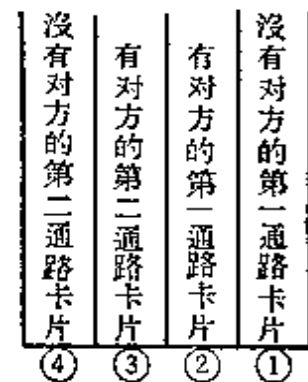 沒有对方的第一通路卡片
①
有对方的第一通路卡片
②
有对方的第二通路卡片
③
沒有对方的第二通路卡片
④